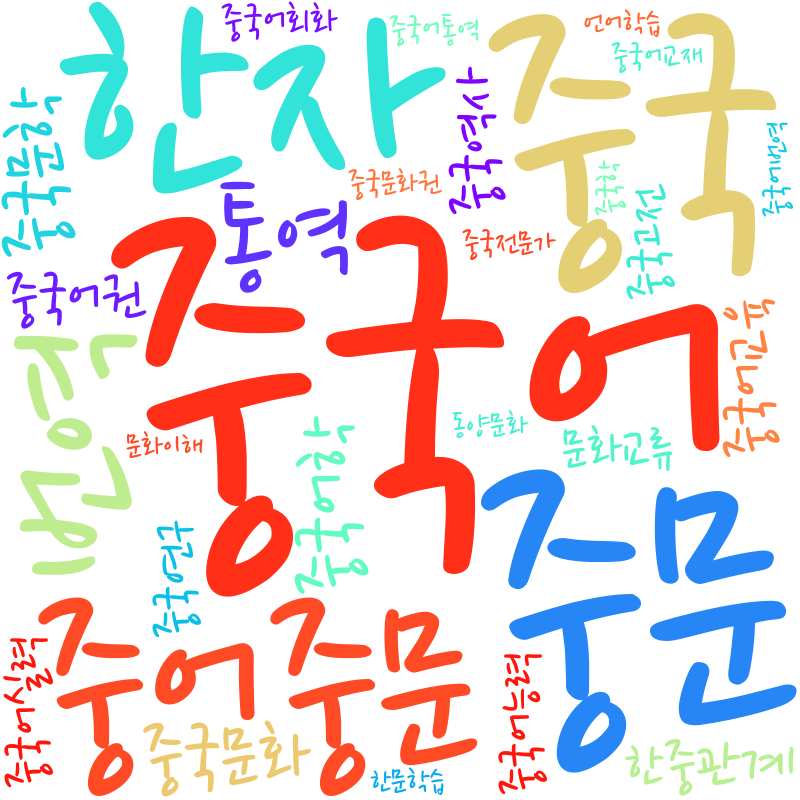 중국어회화
중국어통역
언어학습
한자
중국
중국어교재
중국문학
중국역사
중국어번역
중국문화권
중국학
통역
중국고전
중국전문가
중국어권
중국어
중국어교육
번역
문화이해
동양문화
문화교류
중국어학
중문
중국연구
중어중문
중국어실력
중국어능력
중국문화
한중관계
한문학습